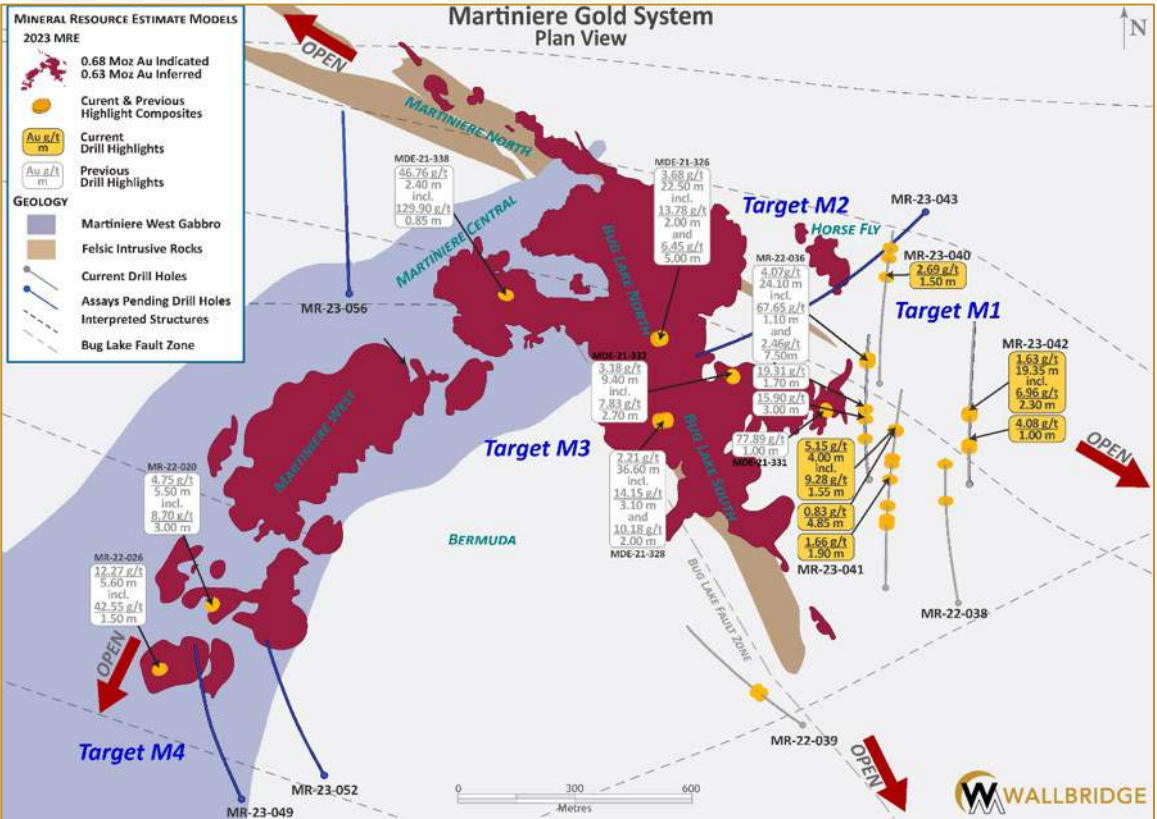 Martiniere Gold System
Plan View
N
MINERAL RESOURCE ESTIMATE MODELS
2023 MRE
0.68 Moz Au Indicated
0.63 Moz Au Inferred
Curent & Previous
Highlight Composites
Au g/t
m
Current
Drill Highlights
Au g/t
m
Previous
Drill Highlights
GEOLOGY
Martiniere West Gabbro
Felsic Intrusive Rocks
Current Drill Holes
Assays Pending Drill Holes
Interpreted Structures
Bug Lake Fault Zone
OPEN
MARTINIERE NORTH
MDE-21-338
46.76 g/t
2.40 m
incl.
129.90 g/t
0.85 m
MARTINIERE CENTRAL
MDE-21-326
3.68 g/t
22.50 m
incl.
13.78 g/t
2.00 m
and
6.45 g/t
5.00 m
Target M2
HORSE FLY
MR-23-043
MR-23-040
2.69 g/t
1.50 m
BUG LAKE NORTH
MR-22-036
4.07g/t
24.10 m
incl.
67.65 g/t
1.10 m
and
2.46g/t
7.50m
19.31 g/t
1.70 m
15.90 g/t
3.00 m
Target M1
MR-23-056
MR-23-042
1.63 g/t
19.35 m
incl.
6.96 g/t
2.30 m
4.08 g/t
1.00 m
MDE-21-332
3.18 g/t
9.40 m
incl.
7.83 g/t
2.70 m
MARTINIERE WEST
Target M3
BUG LAKE SOUTH
77.89 g/t
1.00 m
MDE-21-331
5.15 g/t
4.00 m
incl.
9.28 g/t
1.55 m
0.83 g/t
4.85 m
1.66 g/t
1.90 m
MR-23-041
OPEN
2.21 g/t
36.60 m
incl.
14.15 g/t
3.10 m
and
10.18 g/t
2.00 m
MDE-21-328
MR-22-020
4.75 g/t
5.50 m
incl.
8.70 g/t
3.00 m
BERMUDA
MR-22-026
12.27 g/t
5.60 m
incl.
42.55 g/t
1.50 m
BUG LAKE FAULT ZONE
MR-22-038
OPEN
Target M4
MR-22-039
OPEN
MR-23-052
MR-23-049
0 300 600
Metres
WALLBRIDGE